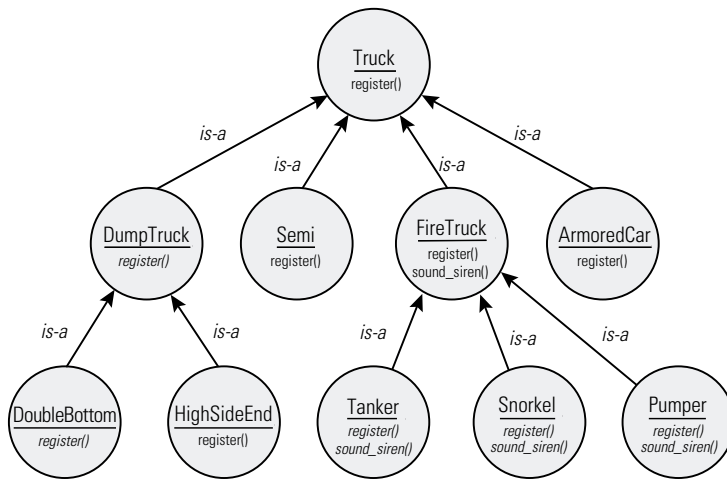 Truck
register()
is-a
is-a
is-a
is-a
DumpTruck
register()
Semi
register()
FireTruck
register()
sound_siren()
ArmoredCar
register()
is-a
is-a
is-a
is-a
is-a
DoubleBottom
register()
HighSideEnd
register()
Tanker
register()
sound_siren()
Snorkel
register()
sound_siren()
Pumper
register()
sound_siren()